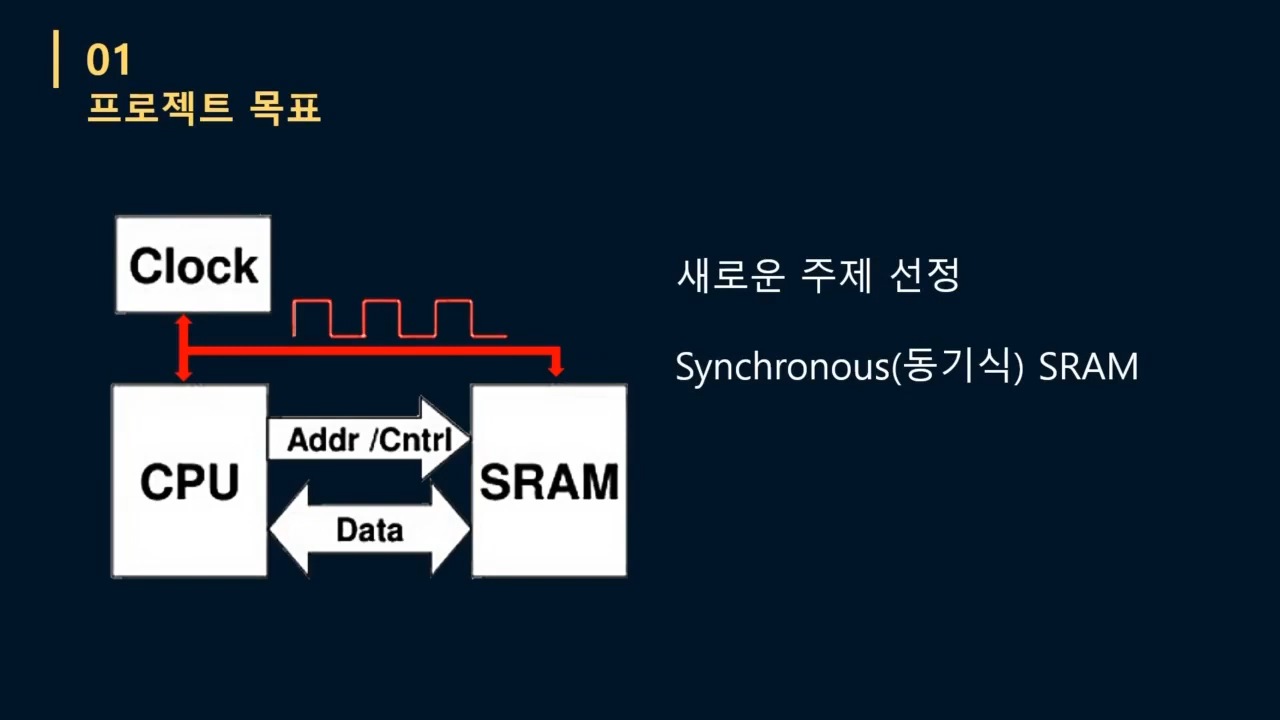 01
프로젝트 목표
Clock
새로운 주제 선정
Synchronous(동기식) SRAM
Addr /Cntrl
CPU
SRAM
Data